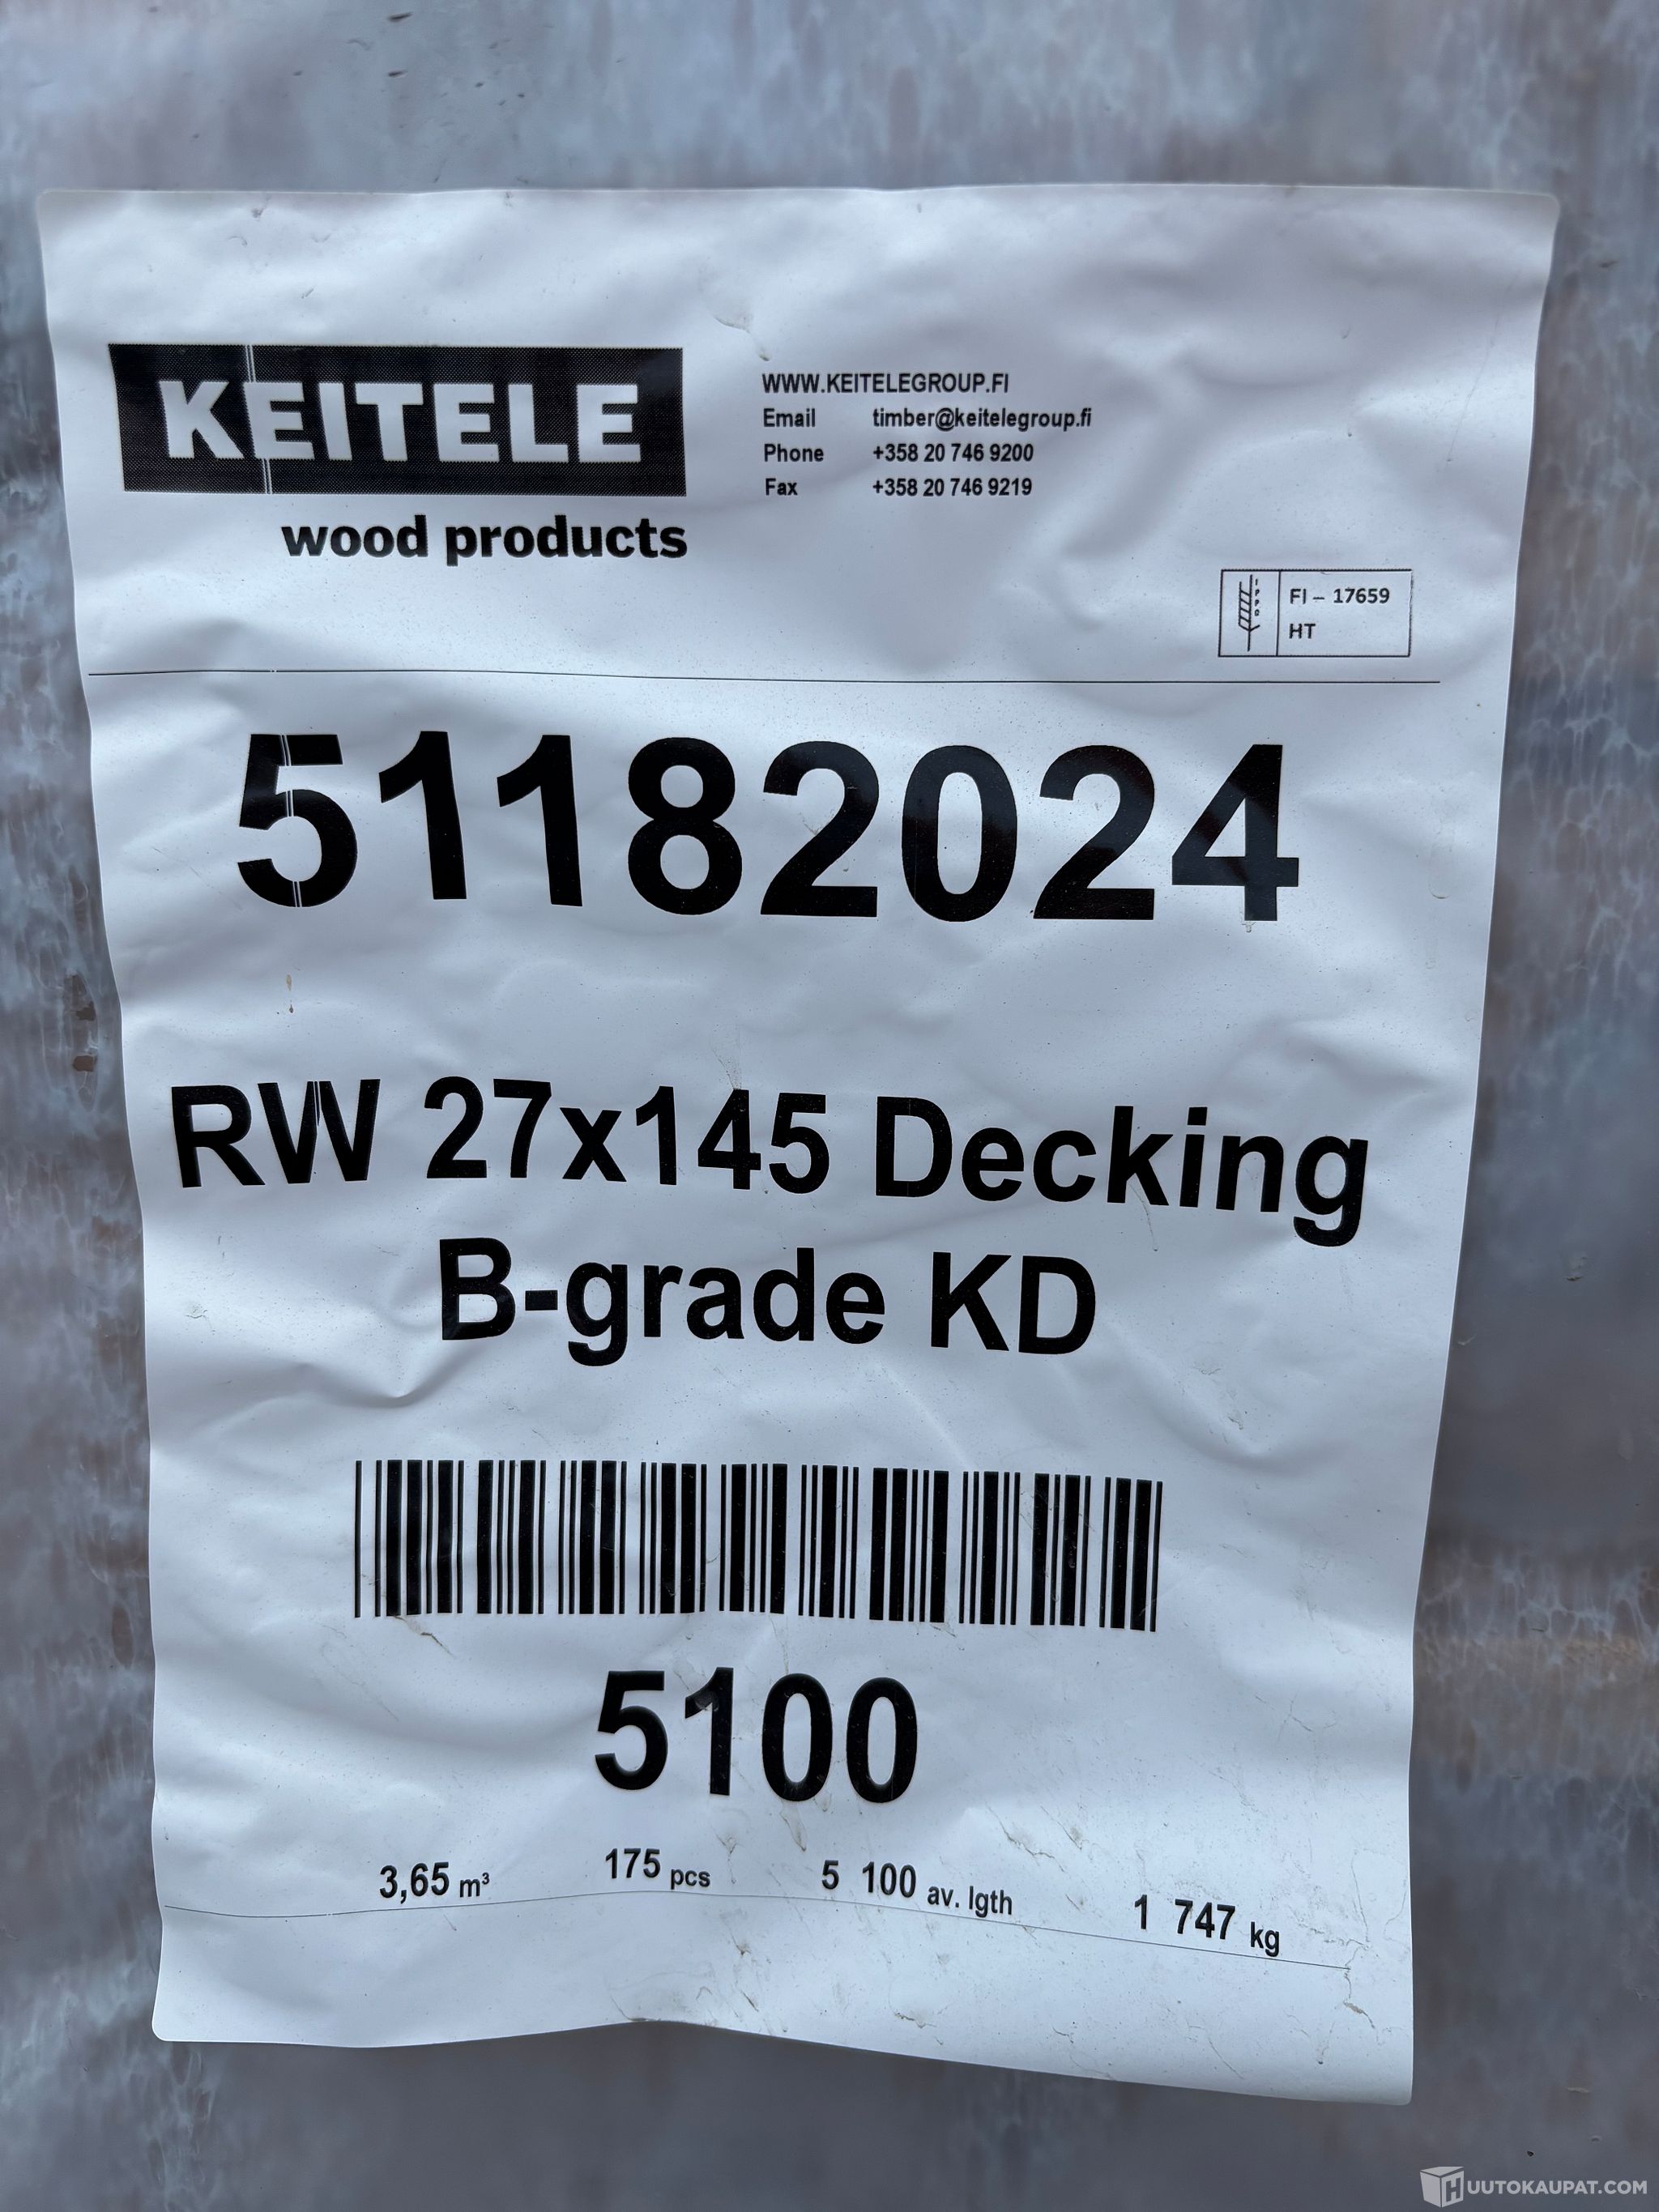 KEITELE
wood products
WWW.KEITELEGROUP.FI
Email timber@keitelegroup.fi
Phone +358 20 746 9200
Fax +358 20 746 9219
IPPC
FI – 17659
HT
51182024
RW 27x145 Decking
B-grade KD
5100
3,65 m³ 175 pcs 5 100 av. lgth 1 747 kg
HUUTOKAUPAT.COM